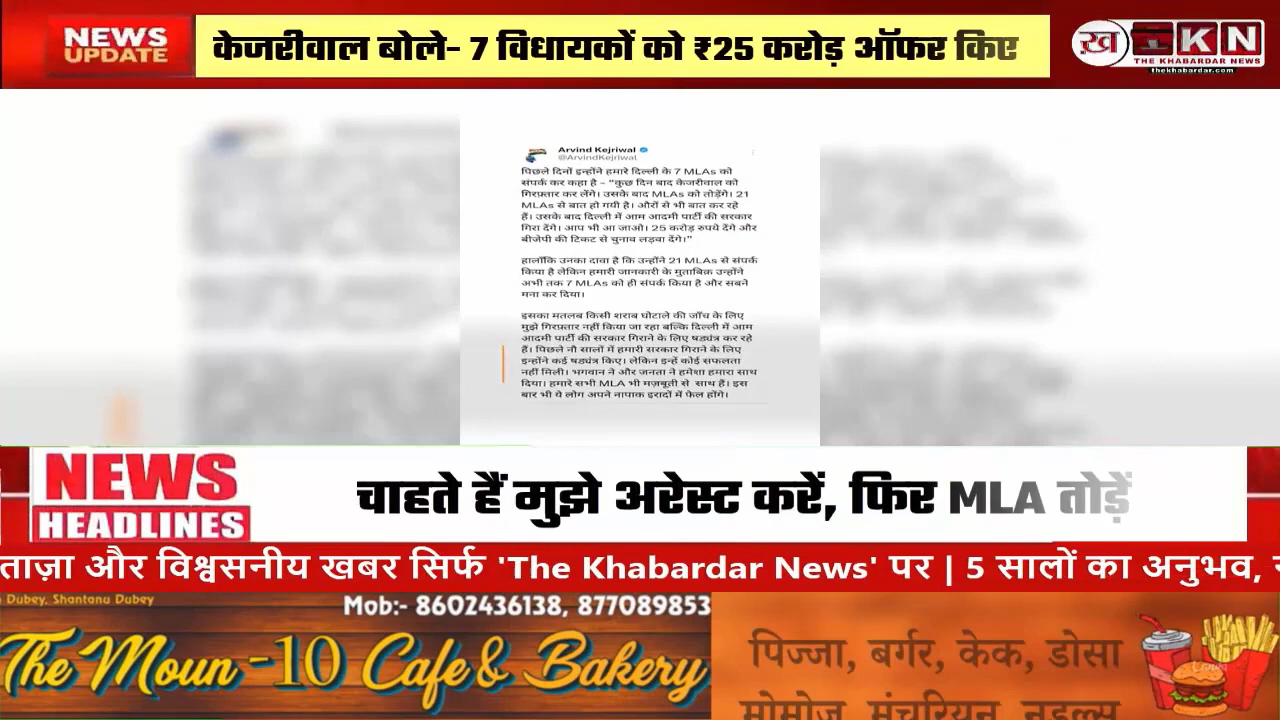 NEWS
UPDATE
केजरीवाल बोले- 7 विधायकों को ₹25 करोड़ ऑफर किए
ख KN
THE KHABARDAR NEWS
thekhabardar.com
Arvind Kejriwal
@ArvindKejriwal
पिछले दिनों इन्होंने हमारे दिल्ली के 7 MLAs को
संपर्क कर कहा है - “कुछ दिन बाद केजरीवाल को
गिरफ़्तार कर लेंगे। उसके बाद MLAs को तोड़ेंगे। 21
MLAs से बात हो गयी है। औरों से भी बात कर रहे
हैं। उसके बाद दिल्ली में आम आदमी पार्टी की सरकार
गिरा देंगे। आप भी आ जाओ। 25 करोड़ रुपये देंगे और
बीजेपी की टिकट से चुनाव लड़वा देंगे।”
हालाँकि उनका दावा है कि उन्होंने 21 MLAs से संपर्क
किया है लेकिन हमारी जानकारी के मुताबिक़ उन्होंने
अभी तक 7 MLAs को ही संपर्क किया है और सबने
मना कर दिया।
इसका मतलब किसी शराब घोटाले की जाँच के लिए
मुझे गिरफ़्तार नहीं किया जा रहा बल्कि दिल्ली में आम
आदमी पार्टी की सरकार गिराने के लिए षड्यंत्र कर रहे
हैं। पिछले नौ सालों में हमारी सरकार गिराने के लिए
इन्होंने कई षड्यंत्र किए। लेकिन इन्हें कोई सफलता
नहीं मिली। भगवान ने और जनता ने हमेशा हमारा साथ
दिया। हमारे सभी MLA भी मज़बूती से साथ हैं। इस
बार भी ये लोग अपने नापाक इरादों में फेल होंगे।
NEWS
HEADLINES
चाहते हैं मुझे अरेस्ट करें, फिर MLA तोड़ें
ताज़ा और विश्वसनीय खबर सिर्फ 'The Khabardar News' पर | 5 सालों का अनुभव,
Dubey, Shantanu Dubey
Mob:- 8602436138, 877089853
The Moun -10 Cafe & Bakery
पिज्जा, बर्गर, केक, डोसा
मोमोज, मंचूरियन, नूडल्स